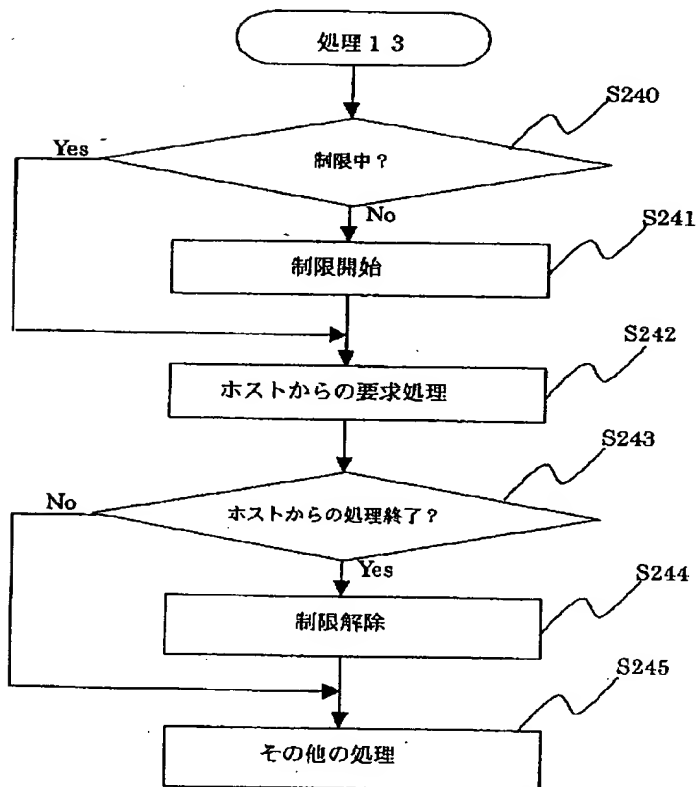 処理13
S240
Yes
制限中?
No
S241
制限開始
S242
ホストからの要求処理
S243
No
ホストからの処理終了?
Yes
S244
制限解除
S245
その他の処理